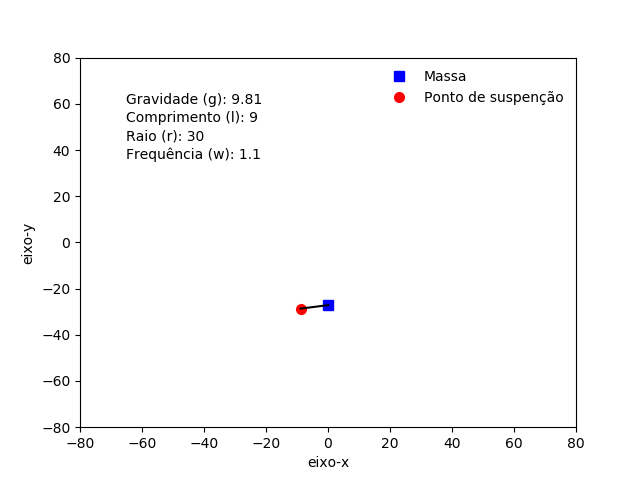 80
60
40
20
0
−20
−40
−60
−80
eixo-y
Gravidade (g): 9.81
Comprimento (l): 9
Raio (r): 30
Frequência (w): 1.1
Massa
Ponto de suspenção
−80 −60 −40 −20 0 20 40 60 80
eixo-x